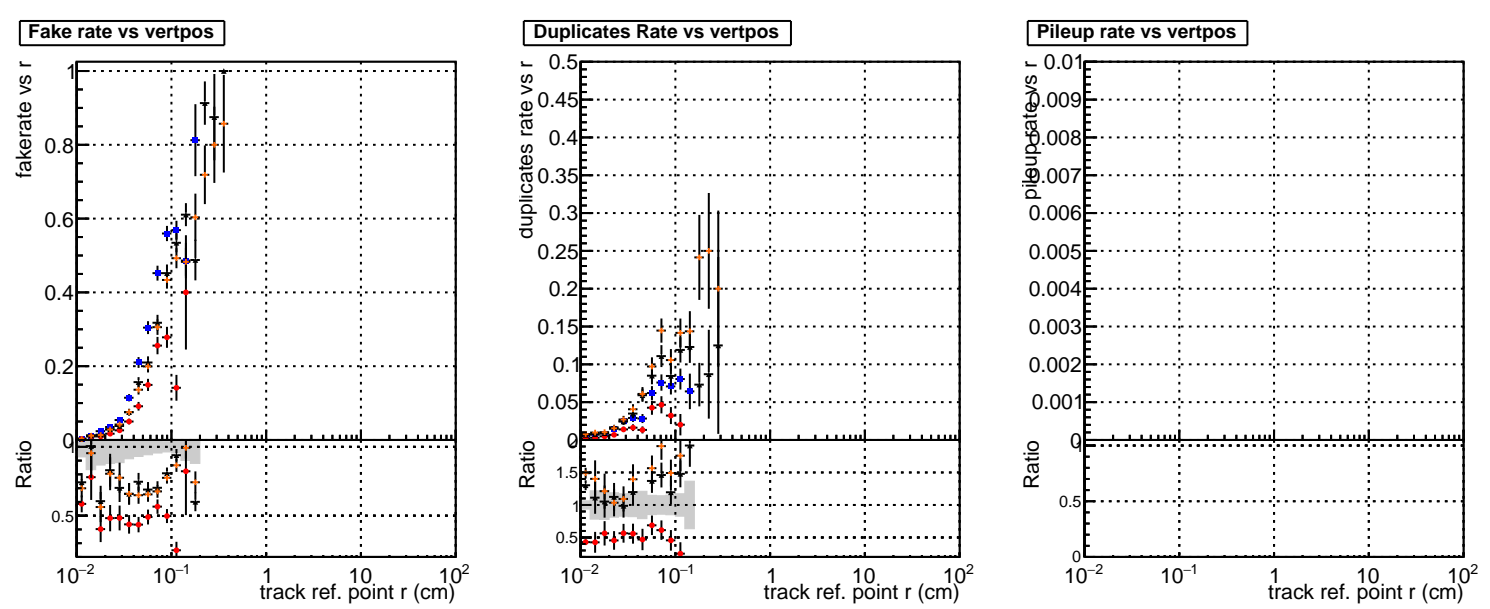 Fake rate vs vertpos
fakerate vs r
1
0.8
0.6
0.4
0.2
0
Ratio
0.5
10−2 10−1 1 10 102
track ref. point r (cm)
Duplicates Rate vs vertpos
duplicates rate vs r
0.5
0.45
0.4
0.35
0.3
0.25
0.2
0.15
0.1
0.05
0
Ratio
1.5
1
0.5
10−2 10−1 1 10 102
track ref. point r (cm)
Pileup rate vs vertpos
pileup rate vs r
0.01
0.009
0.008
0.007
0.006
0.005
0.004
0.003
0.002
0.001
0
Ratio
1
0.5
0
10−2 10−1 1 10 102
track ref. point r (cm)